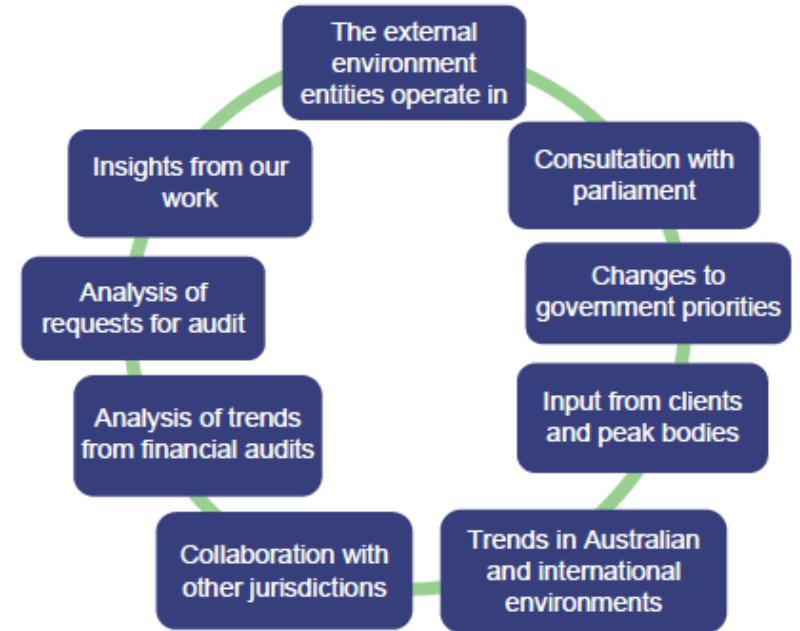 The external
environment
entities operate in
Consultation with
parliament
Changes to
government priorities
Input from clients
and peak bodies
Trends in Australian
and international
environments
Collaboration with
other jurisdictions
Analysis of trends
from financial audits
Analysis of
requests for audit
Insights from our
work